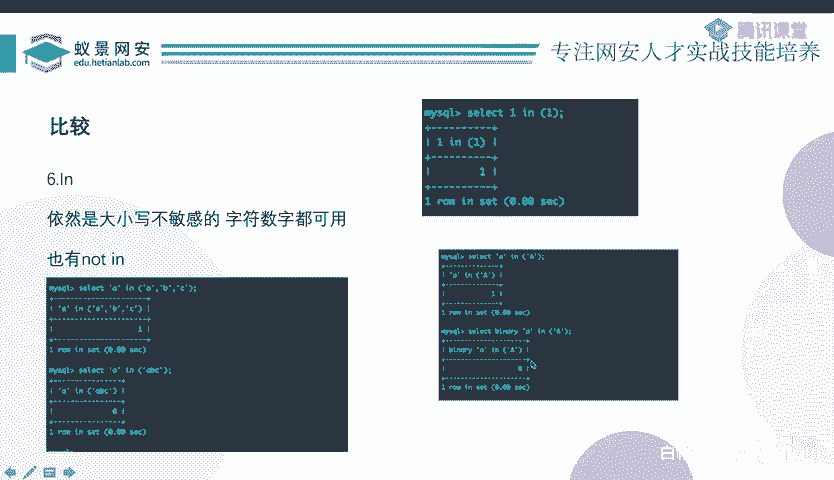 蚁景网安
edu.hetianlab.com
腾讯课堂
专注网安人才实战技能培养
比较
6.In
依然是大小写不敏感的 字符数字都可用
也有not in
mysql> select 'a' in ('a','b','c');
+----------------------+
| 'a' in ('a','b','c') |
+----------------------+
| 1 |
+----------------------+
1 row in set (0.00 sec)
mysql> select 'a' in ('abc');
+----------------+
| 'a' in ('abc') |
+----------------+
| 0 |
+----------------+
1 row in set (0.00 sec)
mysql> select 1 in (1);
+----------+
| 1 in (1) |
+----------+
| 1 |
+----------+
1 row in set (0.00 sec)
mysql> select 'a' in ('A');
+--------------+
| 'a' in ('A') |
+--------------+
| 1 |
+--------------+
1 row in set (0.00 sec)
mysql> select binary 'a' in ('A');
+---------------------+
| binary 'a' in ('A') |
+---------------------+
| 0 |
+---------------------+
1 row in set (0.00 sec)